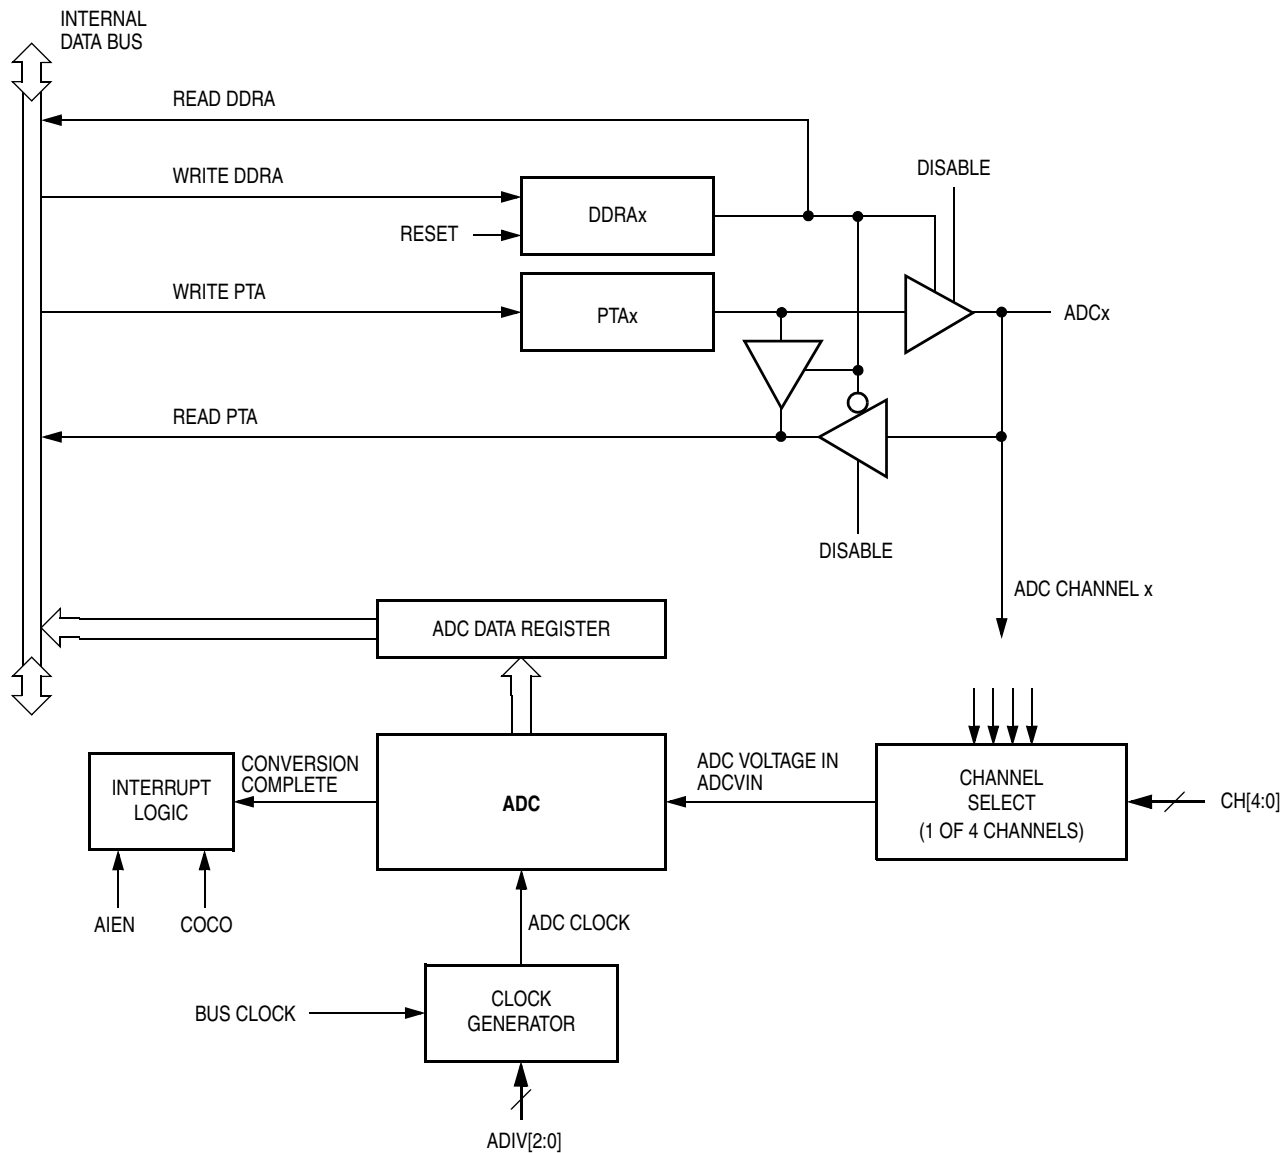 INTERNAL
DATA BUS
READ DDRA
WRITE DDRA
DISABLE
DDRAx
RESET
WRITE PTA
PTAx
ADCx
READ PTA
DISABLE
ADC CHANNEL x
ADC DATA REGISTER
INTERRUPT
LOGIC
CONVERSION
COMPLETE
ADC
ADC VOLTAGE IN
ADCVIN
CHANNEL
SELECT
(1 OF 4 CHANNELS)
CH[4:0]
AIEN
COCO
ADC CLOCK
BUS CLOCK
CLOCK
GENERATOR
ADIV[2:0]